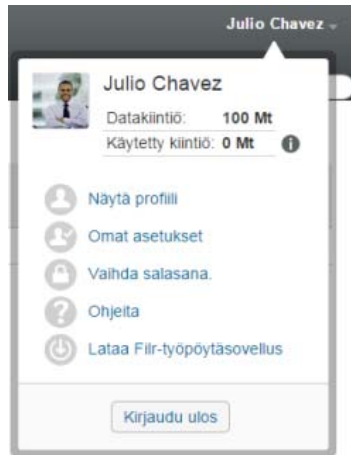 Julio Chavez
Julio Chavez
Datakiintiö: 100 Mt
Käytetty kiintiö: 0 Mt
Näytä profiili
Omat asetukset
Vaihda salasana.
Ohjeita
Lataa Filr-työpöytäsovellus
Kirjaudu ulos